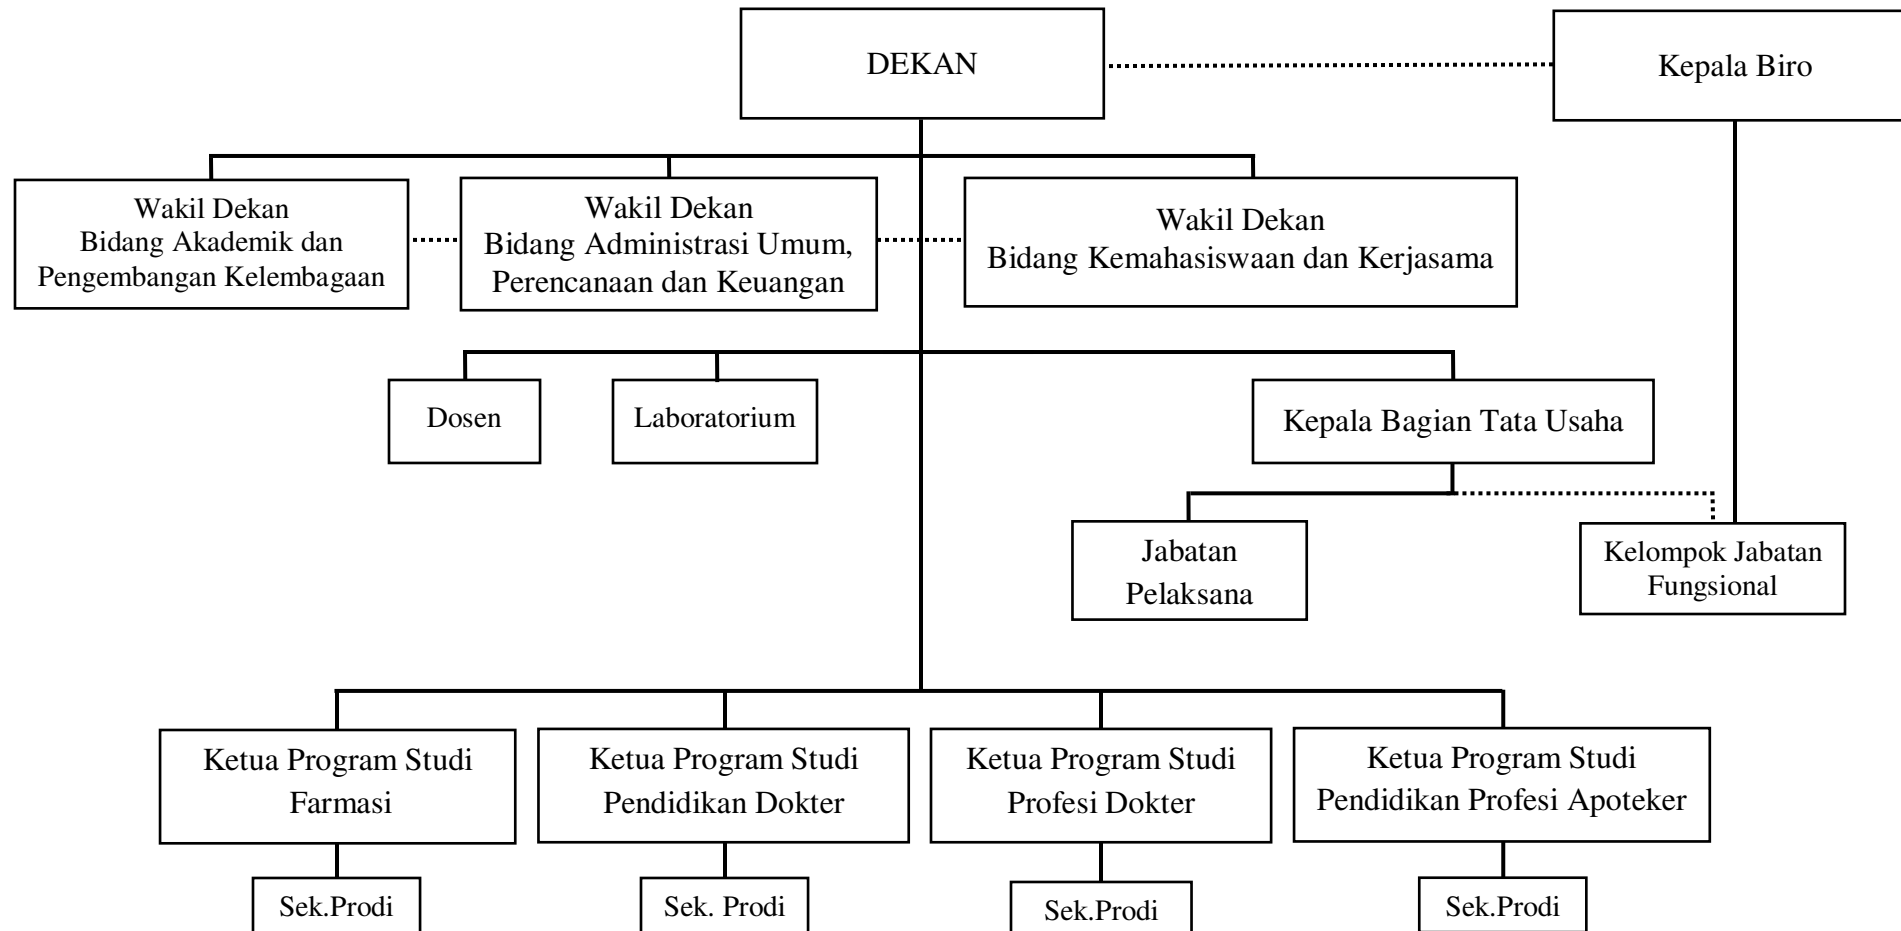 DEKAN
Kepala Biro
Wakil Dekan
Bidang Akademik dan
Pengembangan Kelembagaan
Wakil Dekan
Bidang Administrasi Umum,
Perencanaan dan Keuangan
Wakil Dekan
Bidang Kemahasiswaan dan Kerjasama
Dosen
Laboratorium
Kepala Bagian Tata Usaha
Jabatan
Pelaksana
Kelompok Jabatan
Fungsional
Ketua Program Studi
Farmasi
Ketua Program Studi
Pendidikan Dokter
Ketua Program Studi
Profesi Dokter
Ketua Program Studi
Pendidikan Profesi Apoteker
Sek.Prodi
Sek. Prodi
Sek.Prodi
Sek.Prodi